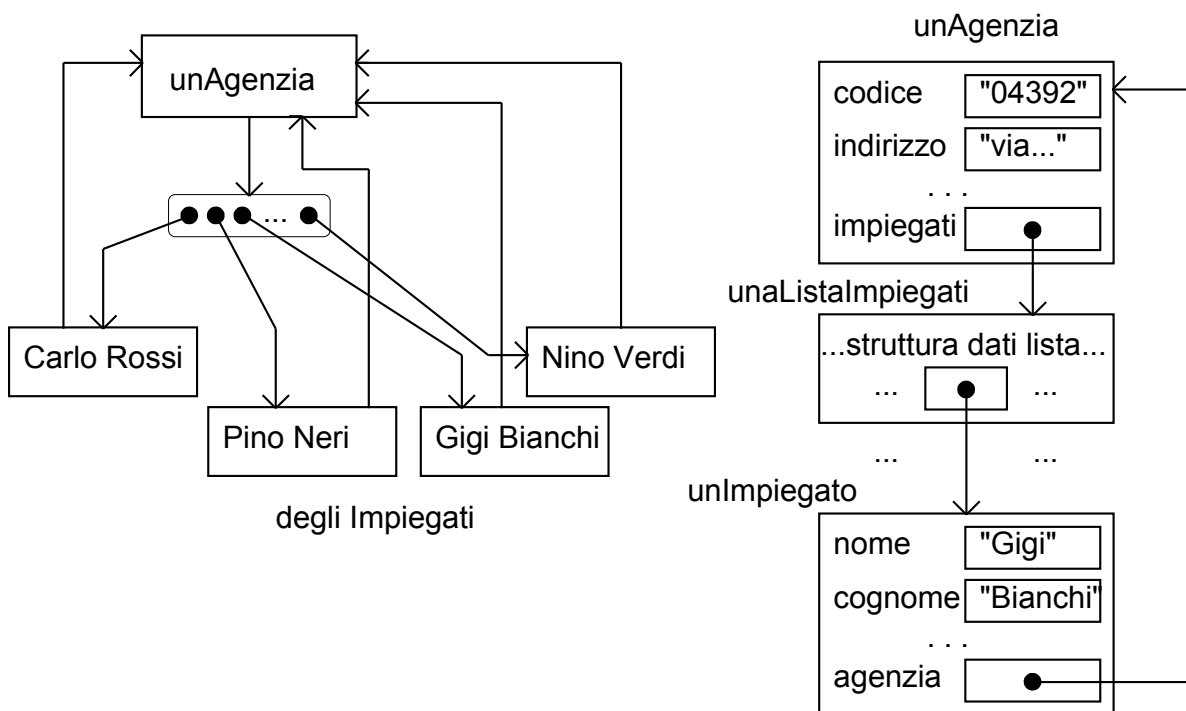 unAgenzia
...
Carlo Rossi
Nino Verdi
Pino Neri
Gigi Bianchi
degli Impiegati
unAgenzia
codice "04392"
indirizzo "via..."
. . .
impiegati
unaListaImpiegati
...struttura dati lista...
... ...
... ...
unImpiegato
nome "Gigi"
cognome "Bianchi"
. . .
agenzia